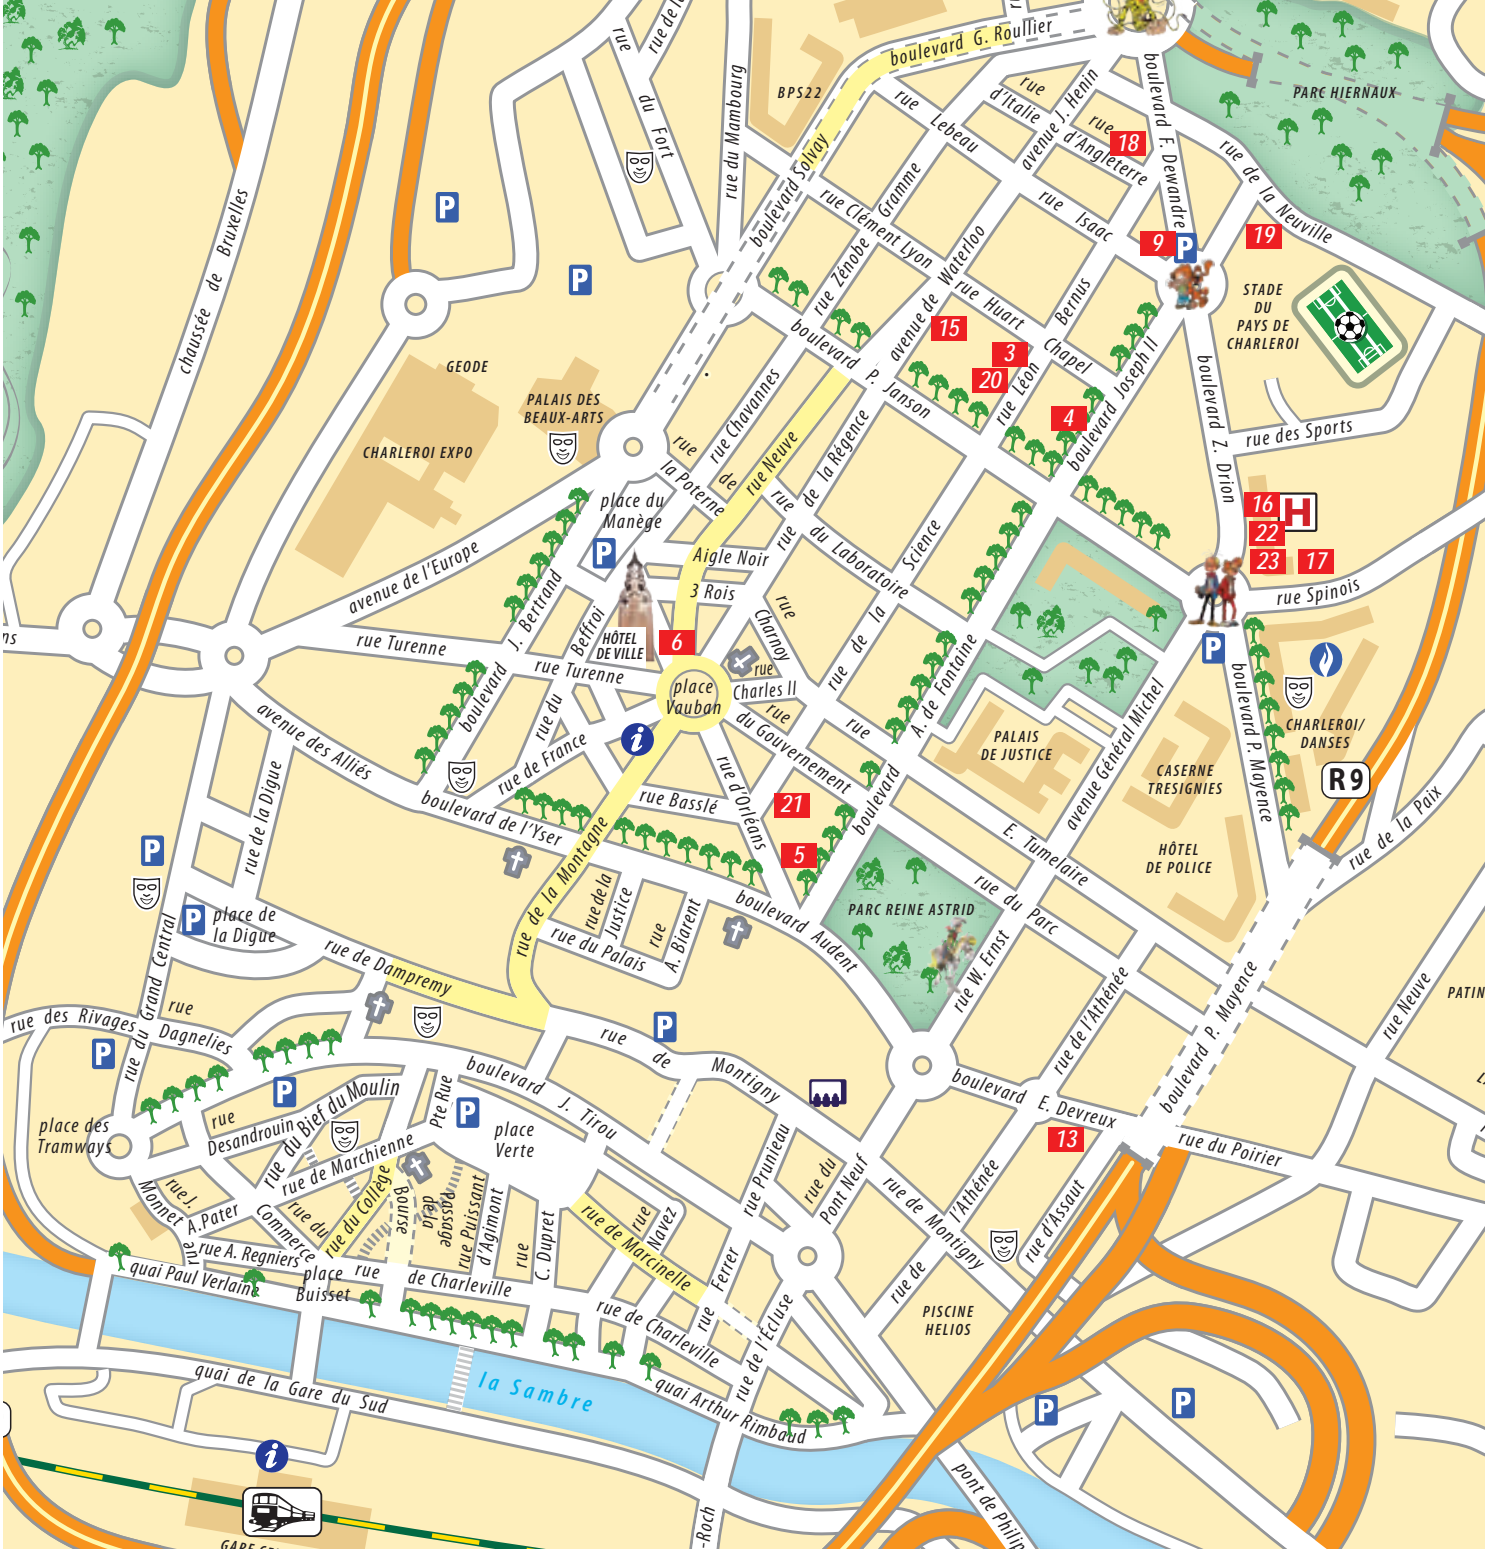 boulevard G. Roullier
rue de la
rue du Fort
rue du Mambourg
BPS22
boulevard Solvay
rue Lebeau
rue d'Italie
avenue J. Henin
rue d'Angleterre
18
boulevard F. Dewandre
PARC HIERNAUX
rue de la Neuville
19
9
P
rue Isaac
rue Clément Lyon
rue Zénobe Gramme
avenue de Waterloo
rue Huart Chapel
Bernus
rue Léon
boulevard Joseph II
STADE
DU
PAYS DE
CHARLEROI
chaussée de Bruxelles
P
P
15
3
20
4
boulevard P. Janson
boulevard Z. Drion
rue des Sports
GEODE
PALAIS DES
BEAUX-ARTS
CHARLEROI EXPO
rue Chavannes
rue de la Poterne
rue Neuve
rue de la Régence
rue du Laboratoire
rue de la Science
place du
Manège
P
Aigle Noir
3 Rois
16
H
22
23
17
rue Spinois
avenue de l'Europe
boulevard J. Bertrand
rue du Beffroi
HÔTEL
DE VILLE
6
rue Charnoy
rue Turenne
rue Turenne
ns
place
Vauban
rue
Charles II
rue du Gouvernement
rue
A. de Fontaine
boulevard
P
boulevard P. Mayence
CHARLEROI/
DANSES
PALAIS
DE JUSTICE
avenue Général Michel
CASERNE
TRESIGNIES
R9
HÔTEL
DE POLICE
rue de la Paix
avenue des Alliés
rue de la Digue
rue de France
i
rue d'Orléans
rue Basslé
21
5
boulevard de l'Yser
rue de la Montagne
E. Tumelaire
rue du Parc
PARC REINE ASTRID
boulevard Audent
rue W. Ernst
rue de la
Justice
rue
A. Biarent
rue du Palais
P
P
place de
la Digue
rue du Grand Central
rue de Dampremy
rue des Rivages
rue
Dagnelies
P
P
place des
Tramways
rue
Desandrouin
rue du Bief du Moulin
rue de Marchienne
Pte Rue
P
place
Verte
boulevard J. Tirou
rue de Montigny
P
rue de l'Athénée
boulevard P. Mayence
rue Neuve
PATIN
boulevard E. Devreux
13
rue du Poirier
rue J.
Monnet
A.Pater
rue
rue du
Commerce
rue du Collège
Bourse
de la
Passage
rue Puissant
d'Agimont
rue
C. Dupret
rue de Marcinelle
rue
Navez
rue Prunieau
rue du
Pont Neuf
rue de Montigny
rue de
l'Athénée
rue d'Assaut
rue A. Regniers
quai Paul Verlaine
place
Buisset
rue de Charleville
rue de Charleville
rue Ferrer
rue de l'Écluse
PISCINE
HELIOS
la Sambre
quai de la Gare du Sud
quai Arthur Rimbaud
P
P
i
-Roch
pont de Philip